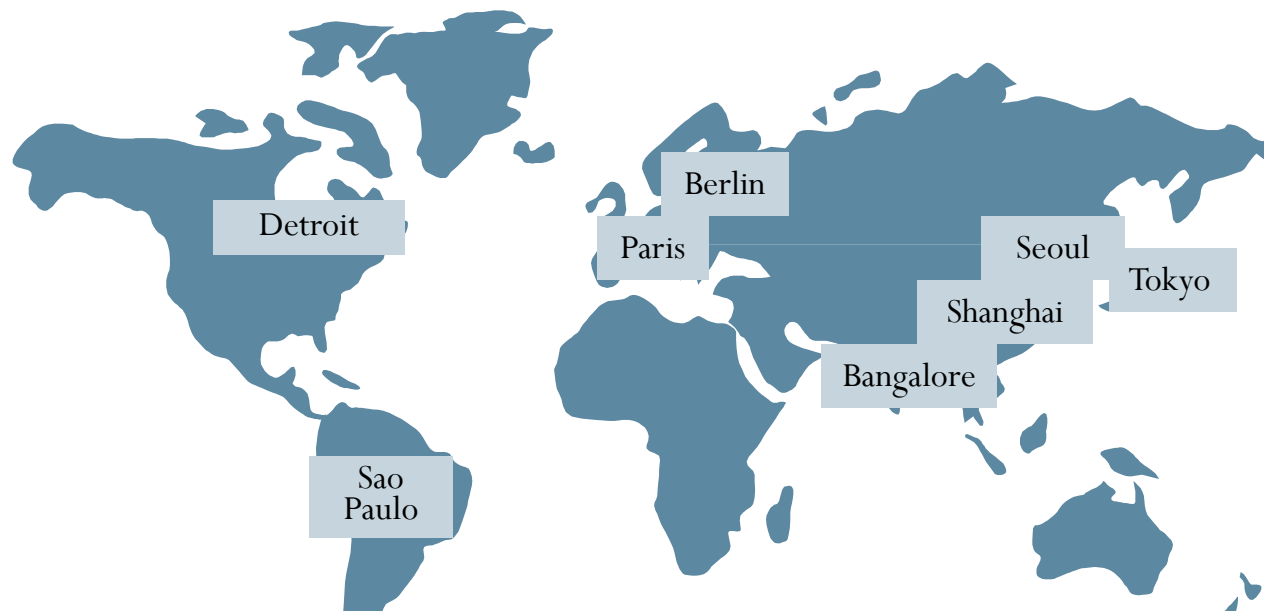 Berlin
Detroit
Paris
Seoul
Tokyo
Shanghai
Bangalore
Sao
Paulo